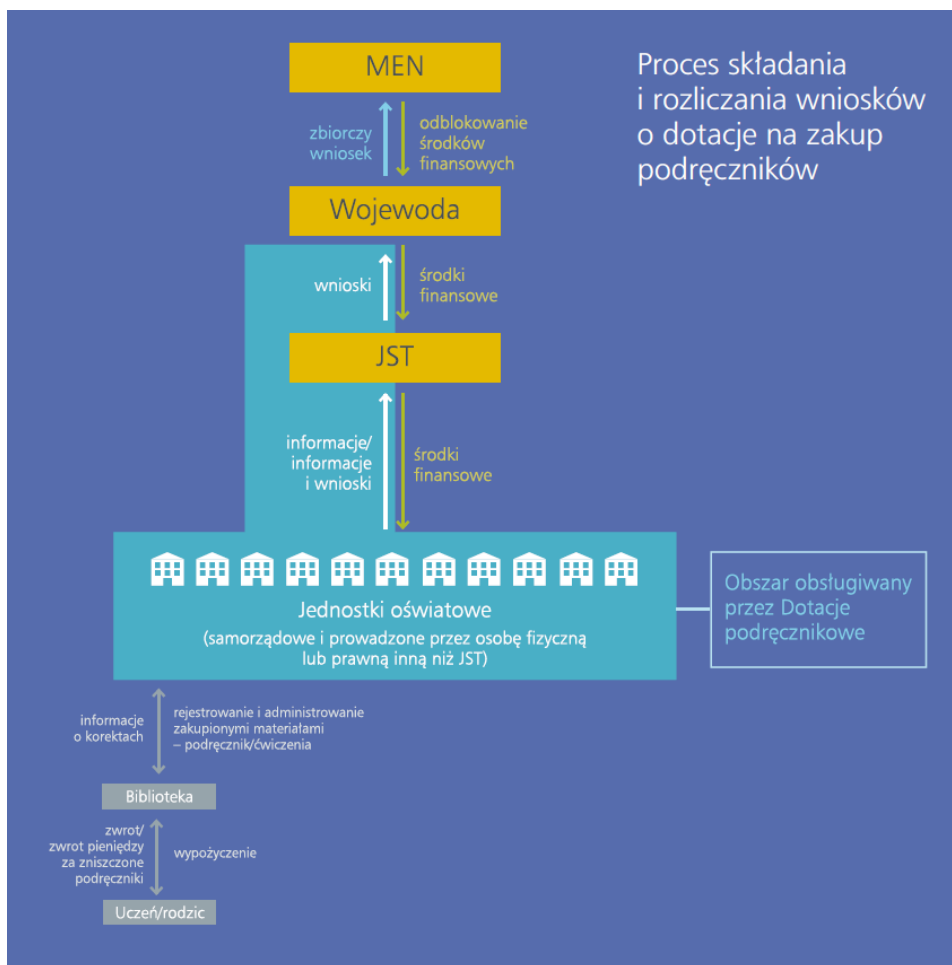 MEN
Proces składania
i rozliczania wniosków
o dotacje na zakup
podręczników
zbiorczy
wniosek
odblokowanie
środków
finansowych
Wojewoda
wnioski
środki
finansowe
JST
informacje/
informacje
i wnioski
środki
finansowe
Jednostki oświatowe
(samorządowe i prowadzone przez osobę fizyczną
lub prawną inną niż JST)
Obszar obsługiwany
przez Dotacje
podręcznikowe
informacje
o korektach
rejestrowanie i administrowanie
zakupionymi materiałami
– podręcznik/ćwiczenia
Biblioteka
zwrot/
zwrot pieniędzy
za zniszczone
podręczniki
wypożyczenie
Uczeń/rodzic